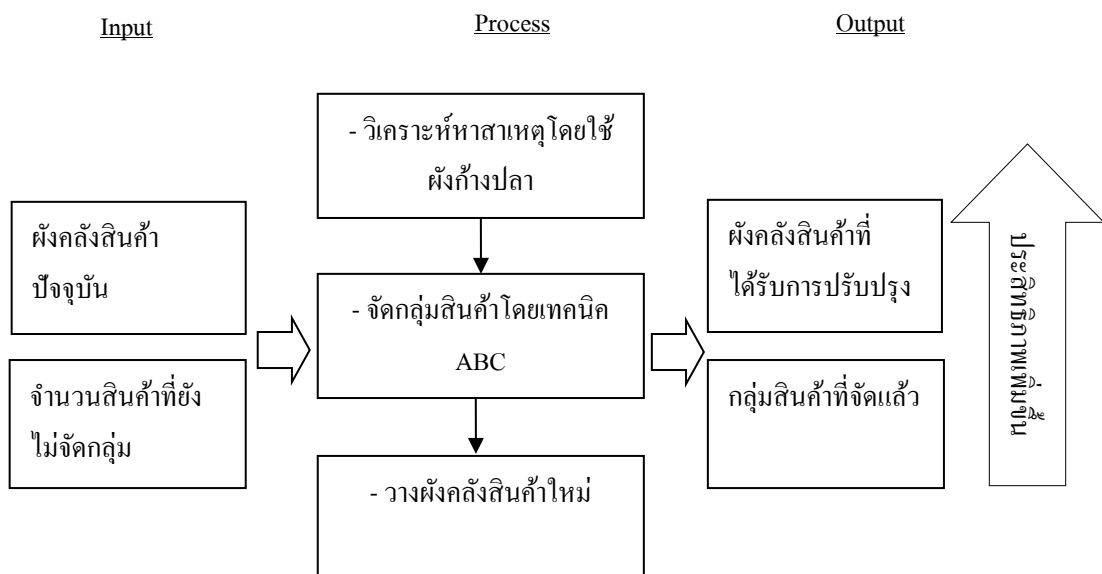 Input
Process
Output
ผังคลังสินค้า
ปัจจุบัน
จำนวนสินค้าที่ยัง
ไม่จัดกลุ่ม
- วิเคราะห์หาสาเหตุโดยใช้
ผังก้างปลา
- จัดกลุ่มสินค้าโดยเทคนิค
ABC
- วางผังคลังสินค้าใหม่
ผังคลังสินค้าที่
ได้รับการปรับปรุง
กลุ่มสินค้าที่จัดแล้ว
ประสิทธิภาพเพิ่มขึ้น